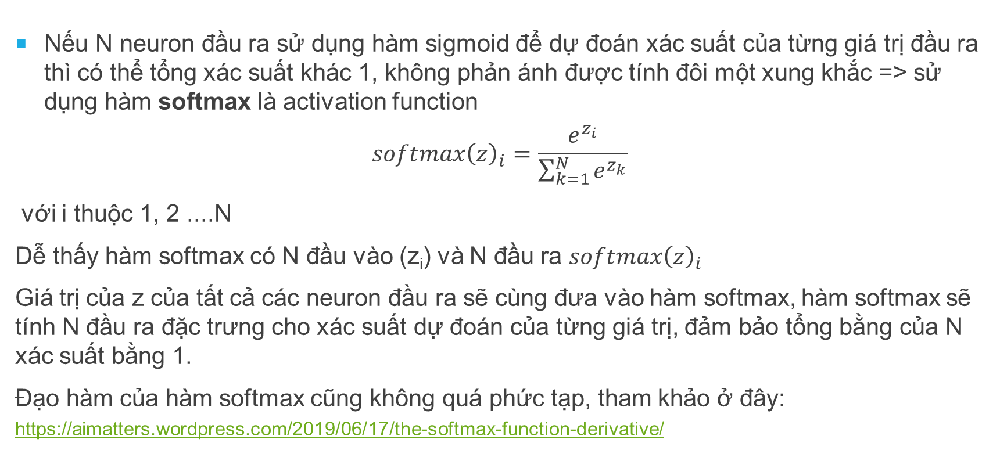 ▪ Nếu N neuron đầu ra sử dụng hàm sigmoid để dự đoán xác suất của từng giá trị đầu ra
thì có thể tổng xác suất khác 1, không phản ánh được tính đôi một xung khắc => sử
dụng hàm softmax là activation function
softmax(z)_i = e^{z_i} / ∑_{k=1}^{N} e^{z_k}
với i thuộc 1, 2 ....N
Dễ thấy hàm softmax có N đầu vào (z_i) và N đầu ra softmax(z)_i
Giá trị của z của tất cả các neuron đầu ra sẽ cùng đưa vào hàm softmax, hàm softmax sẽ
tính N đầu ra đặc trưng cho xác suất dự đoán của từng giá trị, đảm bảo tổng bằng của N
xác suất bằng 1.
Đạo hàm của hàm softmax cũng không quá phức tạp, tham khảo ở đây:
https://aimatters.wordpress.com/2019/06/17/the-softmax-function-derivative/